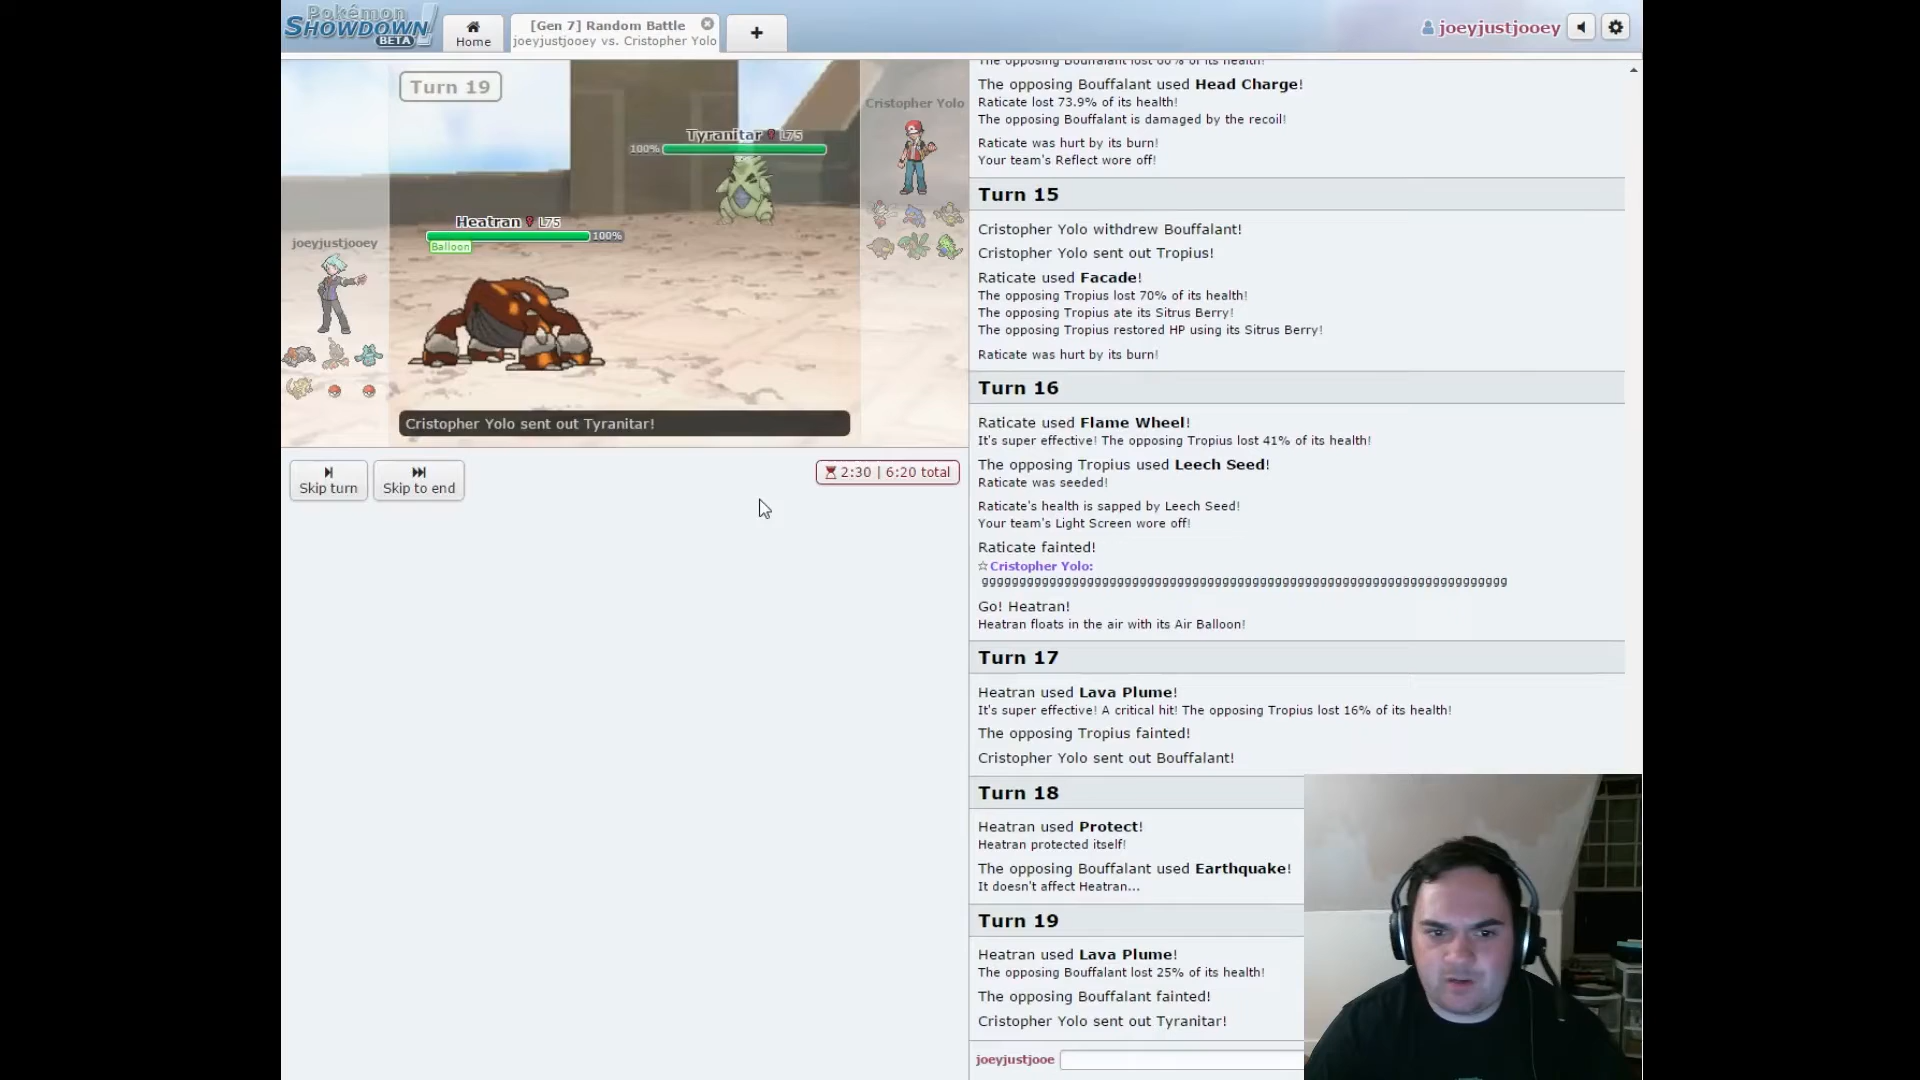 Pokémon
SHOWDOWN!
BETA
Home
[Gen 7] Random Battle
joeyjustjooey vs. Cristopher Yolo
+
joeyjustjooey
Turn 19
Cristopher Yolo
Tyranitar L75
100%
Heatran L75
100%
Balloon
joeyjustjooey
Cristopher Yolo sent out Tyranitar!
Skip turn
Skip to end
2:30 | 6:20 total
The opposing Bouffalant lost 60% of its health!
The opposing Bouffalant used Head Charge!
Raticate lost 73.9% of its health!
The opposing Bouffalant is damaged by the recoil!
Raticate was hurt by its burn!
Your team's Reflect wore off!
Turn 15
Cristopher Yolo withdrew Bouffalant!
Cristopher Yolo sent out Tropius!
Raticate used Facade!
The opposing Tropius lost 70% of its health!
The opposing Tropius ate its Sitrus Berry!
The opposing Tropius restored HP using its Sitrus Berry!
Raticate was hurt by its burn!
Turn 16
Raticate used Flame Wheel!
It's super effective! The opposing Tropius lost 41% of its health!
The opposing Tropius used Leech Seed!
Raticate was seeded!
Raticate's health is sapped by Leech Seed!
Your team's Light Screen wore off!
Raticate fainted!
☆Cristopher Yolo:
gggggggggggggggggggggggggggggggggggggggggggggggggggggggggggggggggggggg
Go! Heatran!
Heatran floats in the air with its Air Balloon!
Turn 17
Heatran used Lava Plume!
It's super effective! A critical hit! The opposing Tropius lost 16% of its health!
The opposing Tropius fainted!
Cristopher Yolo sent out Bouffalant!
Turn 18
Heatran used Protect!
Heatran protected itself!
The opposing Bouffalant used Earthquake!
It doesn't affect Heatran...
Turn 19
Heatran used Lava Plume!
The opposing Bouffalant lost 25% of its health!
The opposing Bouffalant fainted!
Cristopher Yolo sent out Tyranitar!
joeyjustjooe